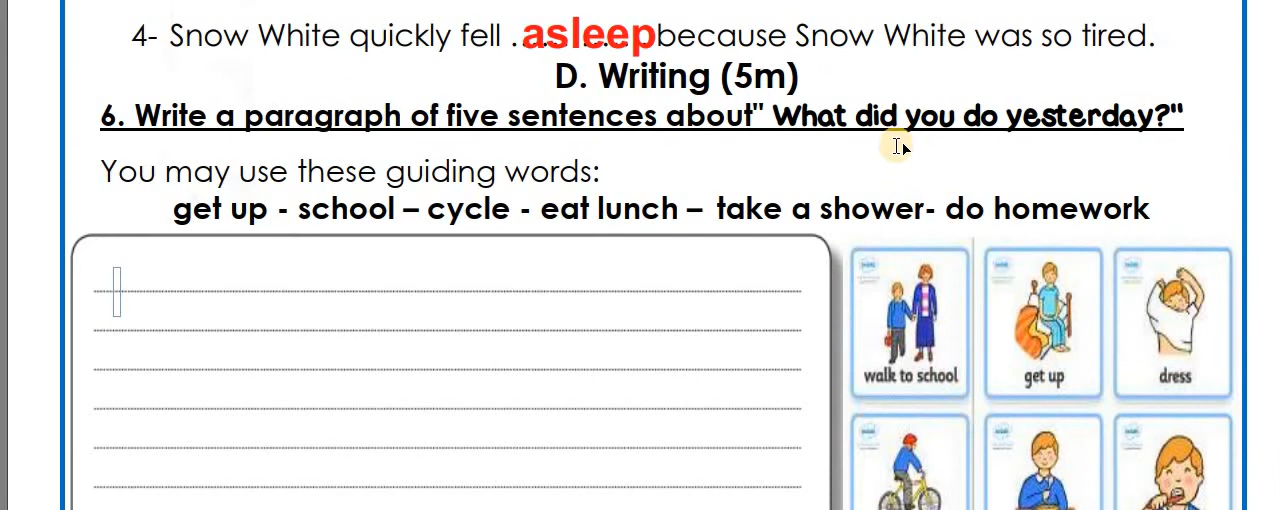 4- Snow White quickly fell ..asleep because Snow White was so tired.
D. Writing (5m)
6. Write a paragraph of five sentences about" What did you do yesterday?"
You may use these guiding words:
get up - school – cycle - eat lunch – take a shower- do homework
walk to school
get up
dress